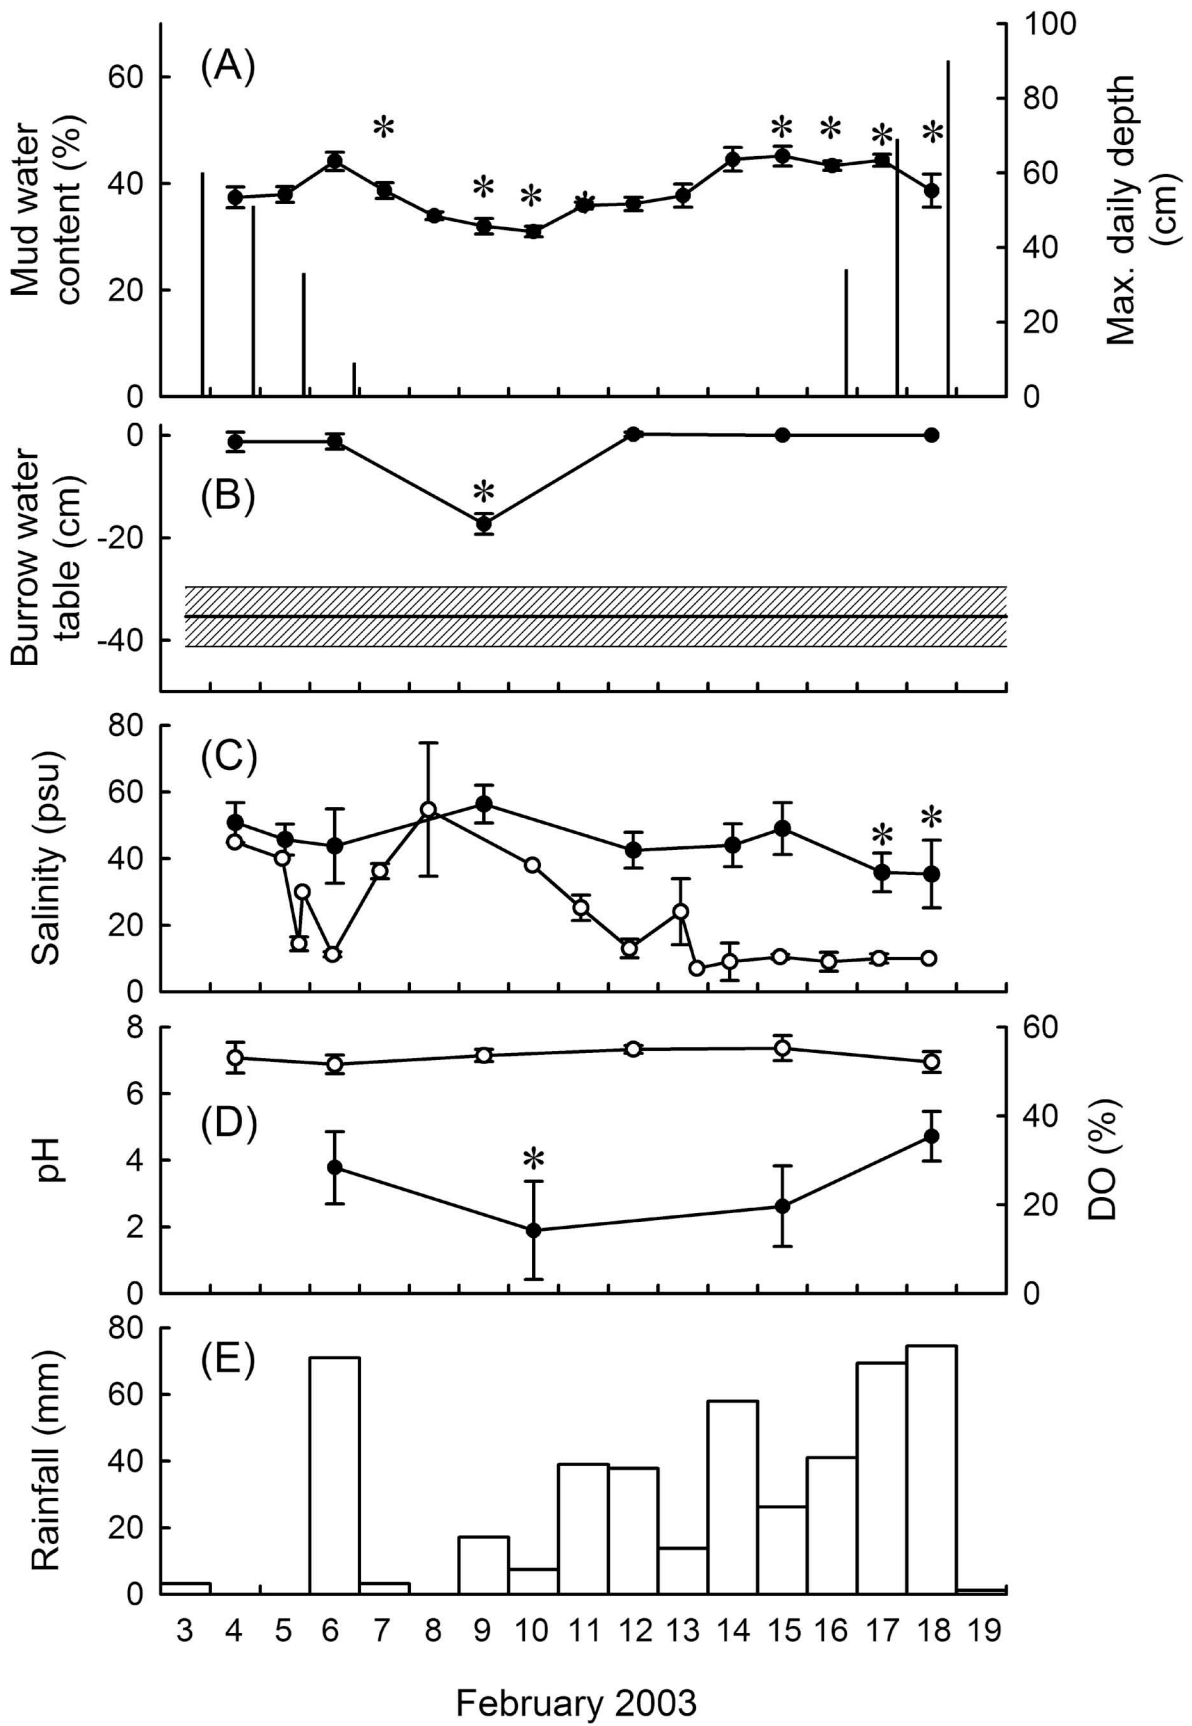 (A)
Mud water
content (%)
60
40
20
0
* * * * * * * *
100
80
60
40
20
0
Max. daily depth
(cm)
(B)
Burrow water
table (cm)
0
-20
-40
*
(C)
Salinity (psu)
80
60
40
20
0
* *
(D)
pH
8
6
4
2
0
*
60
40
20
0
DO (%)
(E)
Rainfall (mm)
80
60
40
20
0
3 4 5 6 7 8 9 10 11 12 13 14 15 16 17 18 19
February 2003